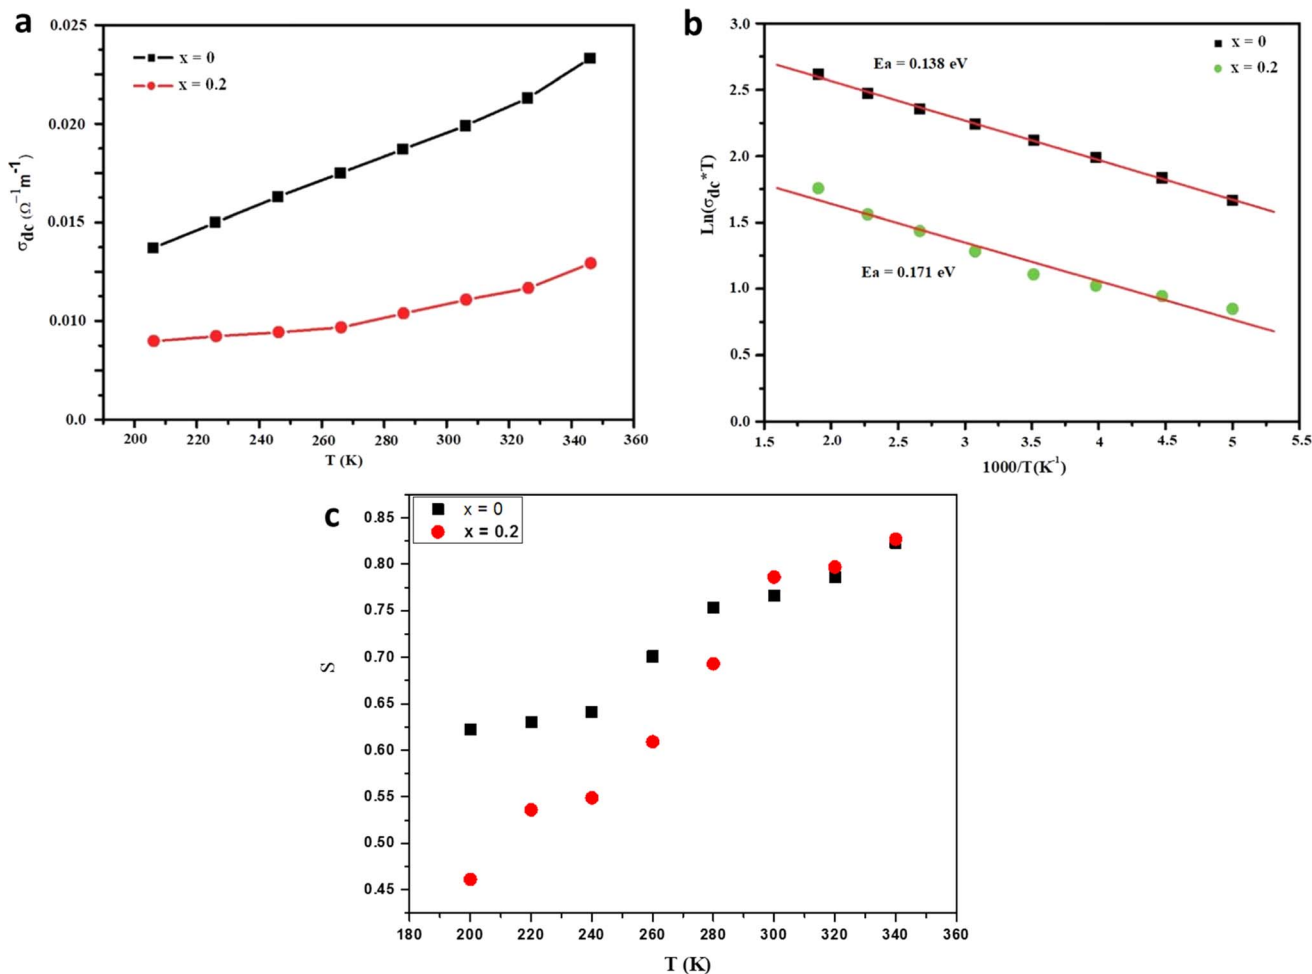 a
0.025
0.020
0.015
0.010
0.0
σdc (Ω⁻¹m⁻¹)
x = 0
x = 0.2
200 220 240 260 280 300 320 340 360
T (K)
b
3.0
2.5
2.0
1.5
1.0
0.5
0.0
Ln(σdc*T)
Ea = 0.138 eV
x = 0
x = 0.2
Ea = 0.171 eV
1.5 2.0 2.5 3.0 3.5 4.0 4.5 5.0 5.5
1000/T(K⁻¹)
c
x = 0
x = 0.2
0.85
0.80
0.75
0.70
0.65
0.60
0.55
0.50
0.45
S
180 200 220 240 260 280 300 320 340 360
T (K)